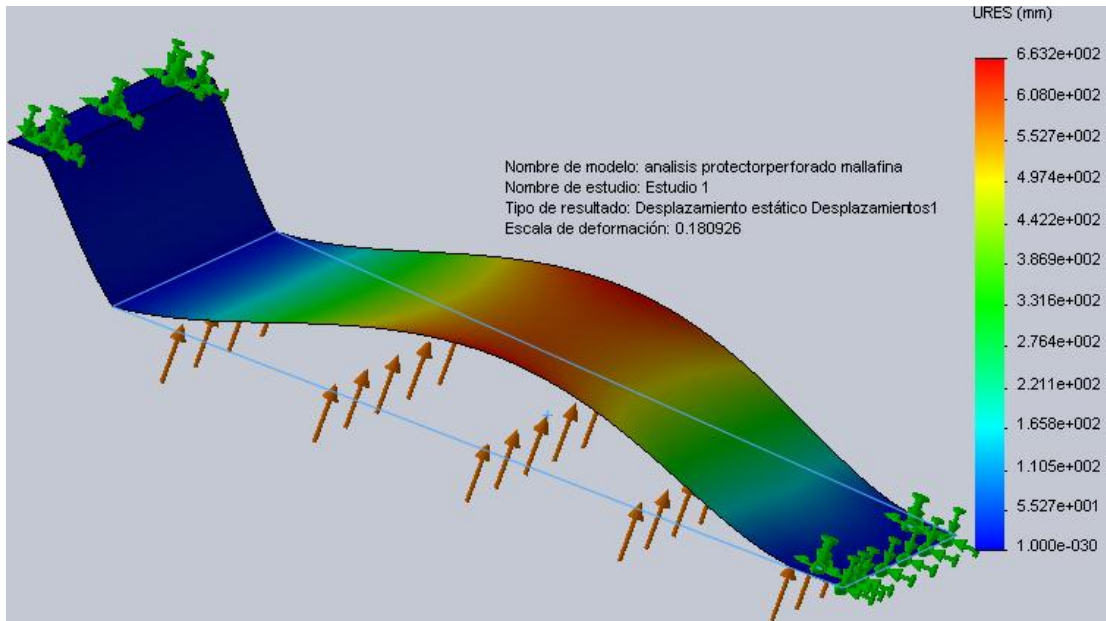 URES (mm)
6.632e+002
6.080e+002
5.527e+002
4.974e+002
4.422e+002
3.869e+002
3.316e+002
2.764e+002
2.211e+002
1.658e+002
1.105e+002
5.527e+001
1.000e-030
Nombre de modelo: analisis protectorperforado mallafina
Nombre de estudio: Estudio 1
Tipo de resultado: Desplazamiento estático Desplazamientos1
Escala de deformación: 0.180926